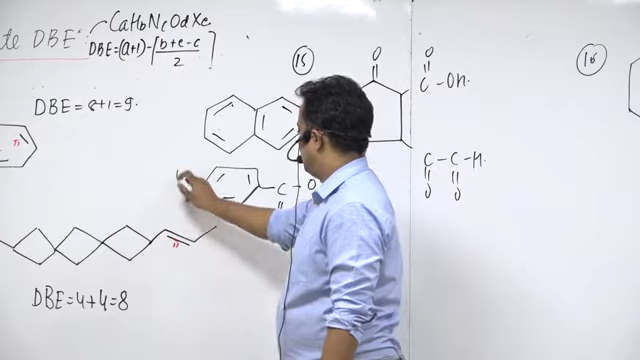 te DBE:
CaHbNcOdXe
DBE=(a+1)-[(b+e-c)/2]
DBE = 8+1=9.
π
DBE=4+4=8
15
O
C-OH.
C-O
C-C-H.
O O
16